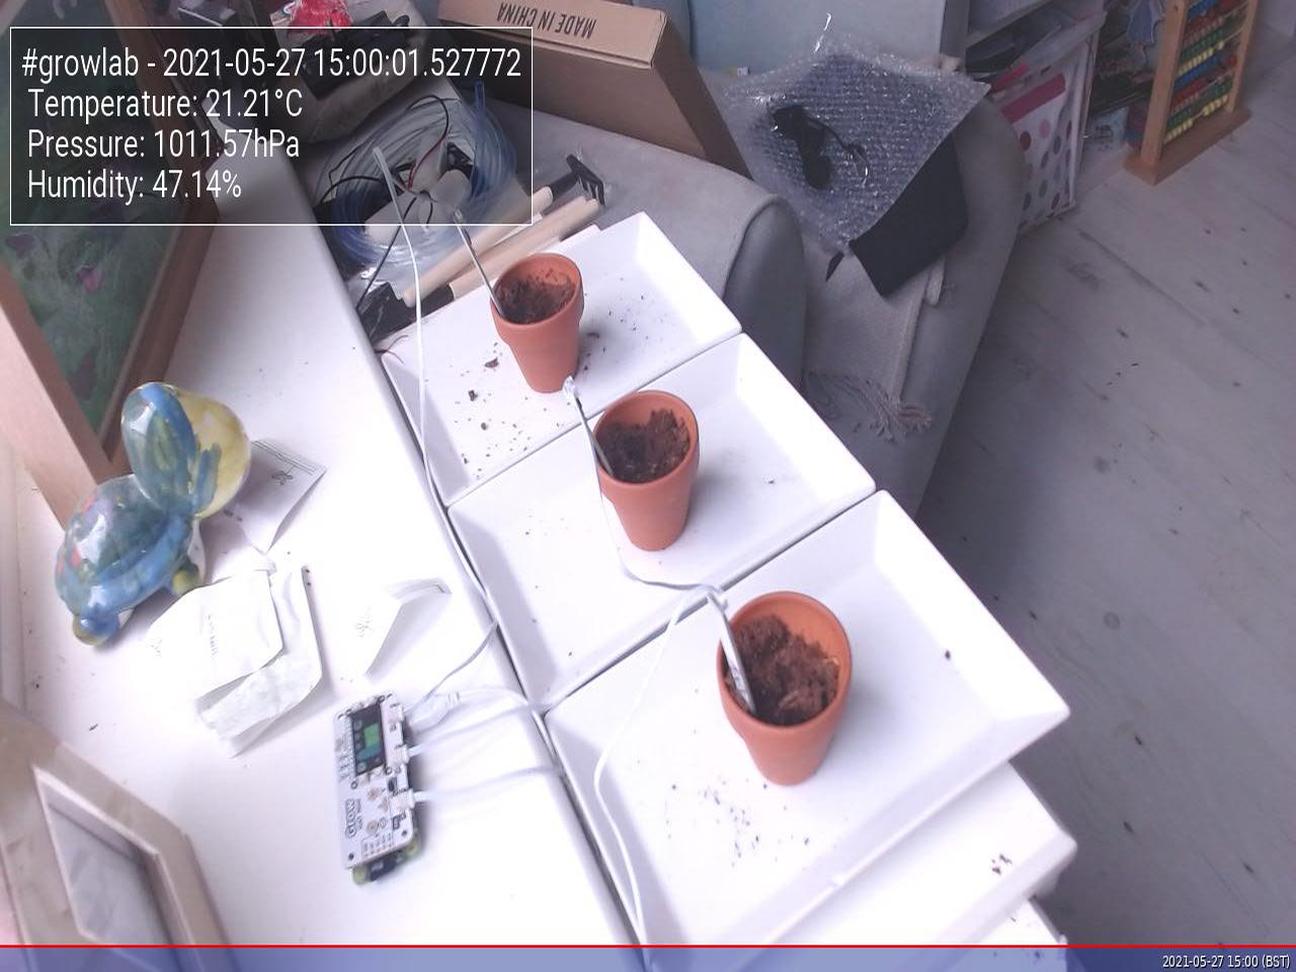 MADE IN CHINA
#growlab - 2021-05-27 15:00:01.527772
Temperature: 21.21°C
Pressure: 1011.57hPa
Humidity: 47.14%
Grow
2021-05-27 15:00 (BST)